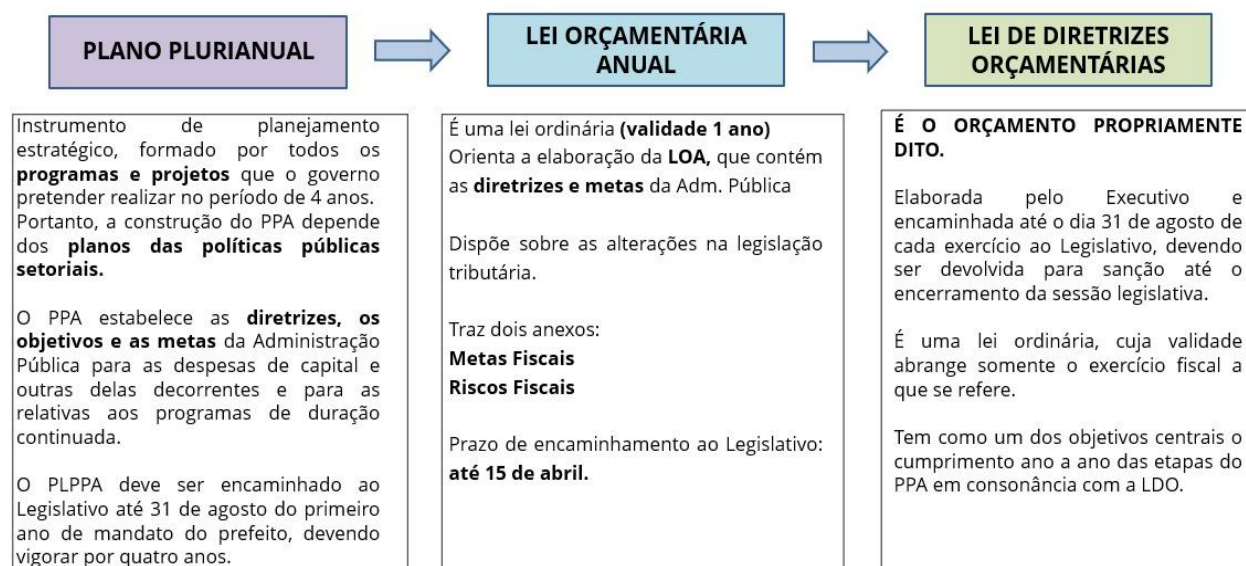 PLANO PLURIANUAL
LEI ORÇAMENTÁRIA
ANUAL
LEI DE DIRETRIZES
ORÇAMENTÁRIAS
Instrumento de planejamento
estratégico, formado por todos os
programas e projetos que o governo
pretender realizar no período de 4 anos.
Portanto, a construção do PPA depende
dos planos das políticas públicas
setoriais.
O PPA estabelece as diretrizes, os
objetivos e as metas da Administração
Pública para as despesas de capital e
outras delas decorrentes e para as
relativas aos programas de duração
continuada.
O PLPPA deve ser encaminhado ao
Legislativo até 31 de agosto do primeiro
ano de mandato do prefeito, devendo
vigorar por quatro anos.
É uma lei ordinária (validade 1 ano)
Orienta a elaboração da LOA, que contém
as diretrizes e metas da Adm. Pública
Dispõe sobre as alterações na legislação
tributária.
Traz dois anexos:
Metas Fiscais
Riscos Fiscais
Prazo de encaminhamento ao Legislativo:
até 15 de abril.
É O ORÇAMENTO PROPRIAMENTE
DITO.
Elaborada pelo Executivo e
encaminhada até o dia 31 de agosto de
cada exercício ao Legislativo, devendo
ser devolvida para sanção até o
encerramento da sessão legislativa.
É uma lei ordinária, cuja validade
abrange somente o exercício fiscal a
que se refere.
Tem como um dos objetivos centrais o
cumprimento ano a ano das etapas do
PPA em consonância com a LDO.